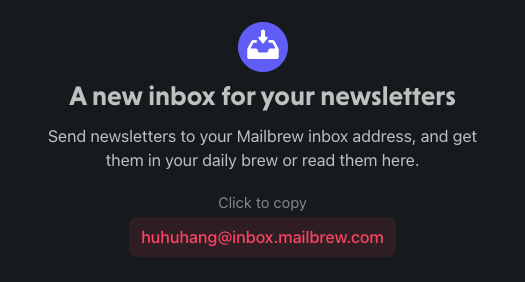 A new inbox for your newsletters
Send newsletters to your Mailbrew inbox address, and get
them in your daily brew or read them here.
Click to copy
huhuhang@inbox.mailbrew.com